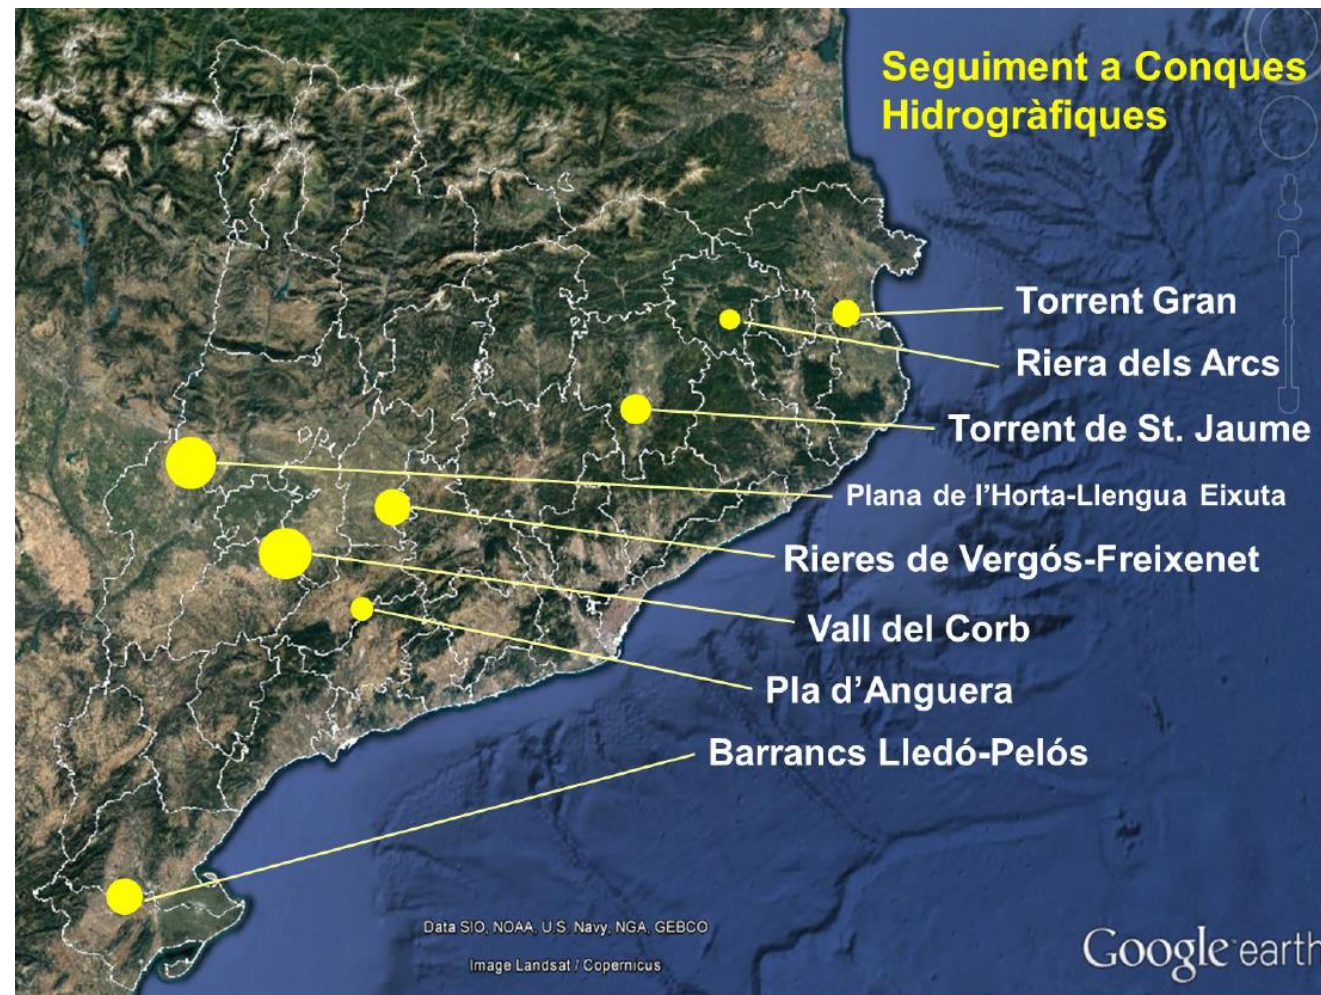 Seguiment a Conques
Hidrogràfiques
Torrent Gran
Riera dels Arcs
Torrent de St. Jaume
Plana de l'Horta-Llengua Eixuta
Rieres de Vergós-Freixenet
Vall del Corb
Pla d'Anguera
Barrancs Lledó-Pelós
Data SIO, NOAA, U.S. Navy, NGA, GEBCO
Image Landsat / Copernicus
Google earth